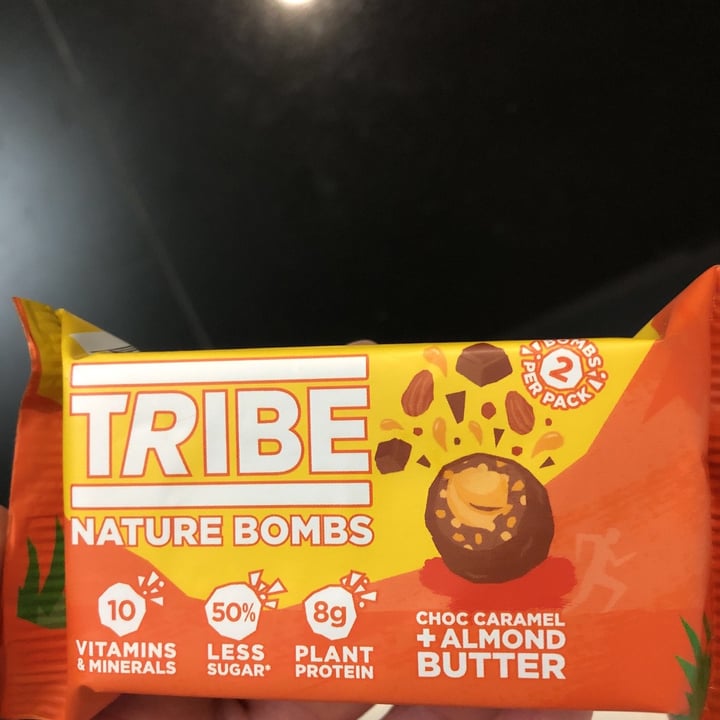 BOMBS
2
PER PACK
TRIBE
NATURE BOMBS
10
VITAMINS
& MINERALS
50%
LESS
SUGAR*
8g
PLANT
PROTEIN
CHOC CARAMEL
+ ALMOND
BUTTER